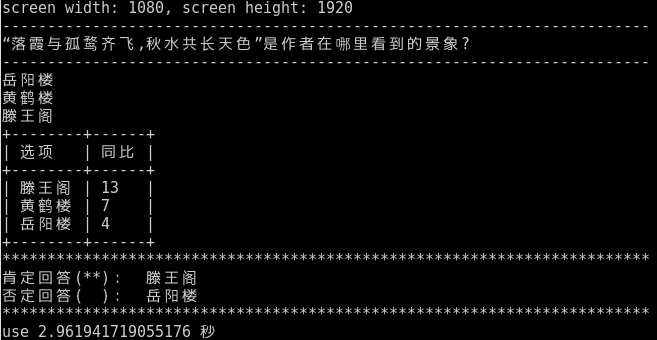 screen width: 1080, screen height: 1920
------------------------------------------------------------------------
“落霞与孤鹜齐飞,秋水共长天色”是作者在哪里看到的景象?
------------------------------------------------------------------------
岳阳楼
黄鹤楼
滕王阁
+--------+------+
| 选项 | 同比 |
+--------+------+
| 滕王阁 | 13 |
| 黄鹤楼 | 7 |
| 岳阳楼 | 4 |
+--------+------+
************************************************************************
肯定回答(**): 滕王阁
否定回答( ): 岳阳楼
************************************************************************
use 2.961941719055176 秒